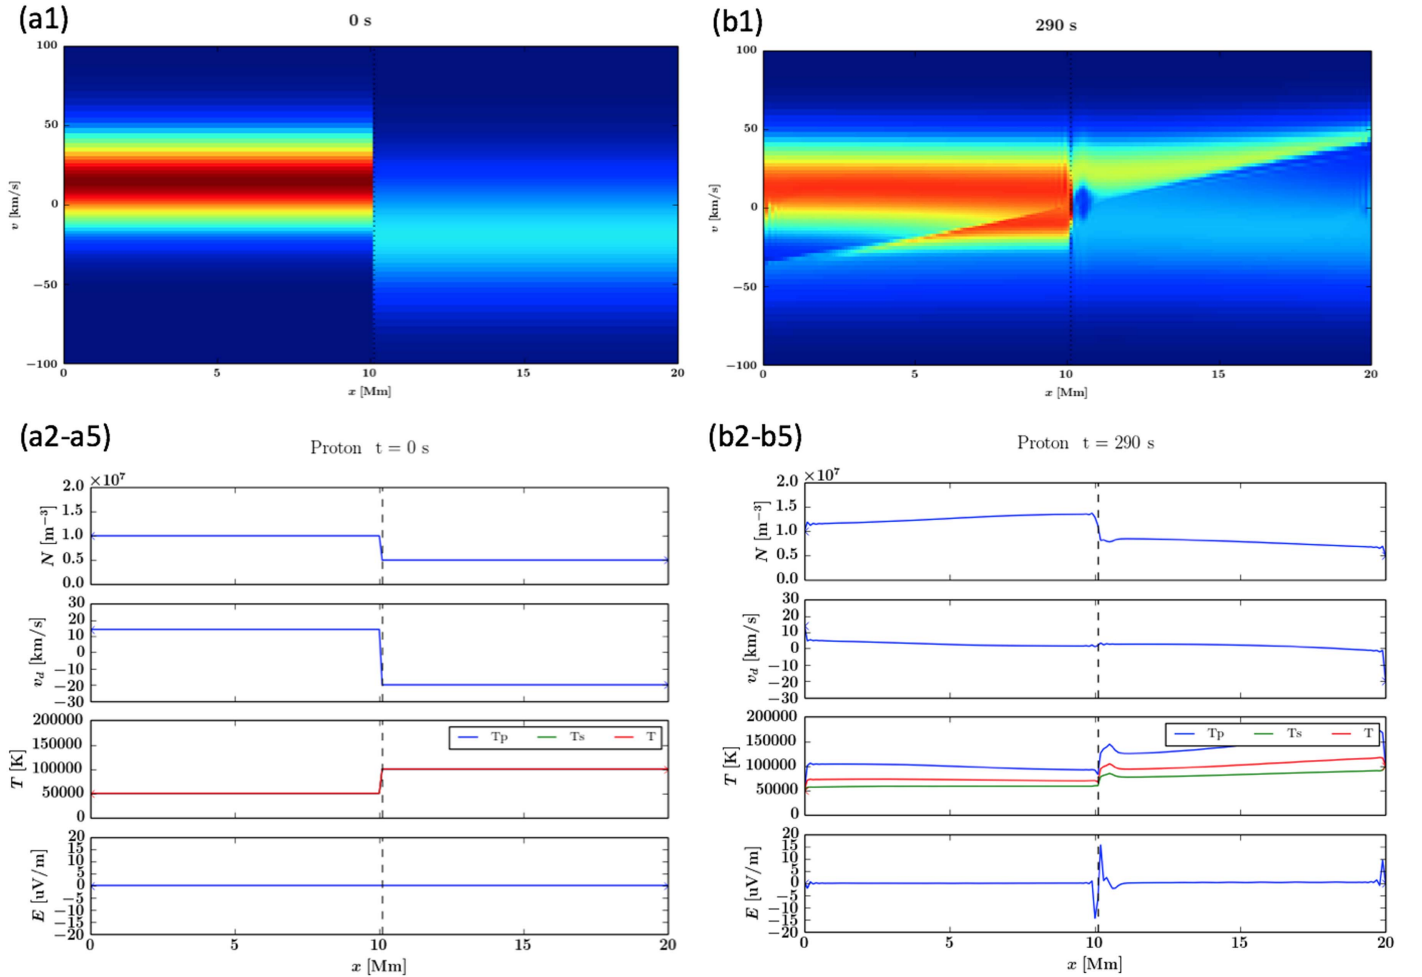 (a1)
0 s
100
50
0
−50
−100
v [km/s]
0 5 10 15 20
x [Mm]
(b1)
290 s
100
50
0
−50
−100
v [km/s]
0 5 10 15 20
x [Mm]
(a2-a5)
Proton t = 0 s
×10⁷
2.0
1.5
1.0
0.5
0.0
N [m⁻³]
30
20
10
0
−10
−20
−30
v_d [km/s]
200000
150000
100000
50000
0
T [K]
Tp Ts T
20
15
10
5
0
−5
−10
−15
−20
E [uV/m]
0 5 10 15 20
x [Mm]
(b2-b5)
Proton t = 290 s
×10⁷
2.0
1.5
1.0
0.5
0.0
N [m⁻³]
30
20
10
0
−10
−20
−30
v_d [km/s]
200000
150000
100000
50000
0
T [K]
Tp Ts T
20
15
10
5
0
−5
−10
−15
−20
E [uV/m]
0 5 10 15 20
x [Mm]